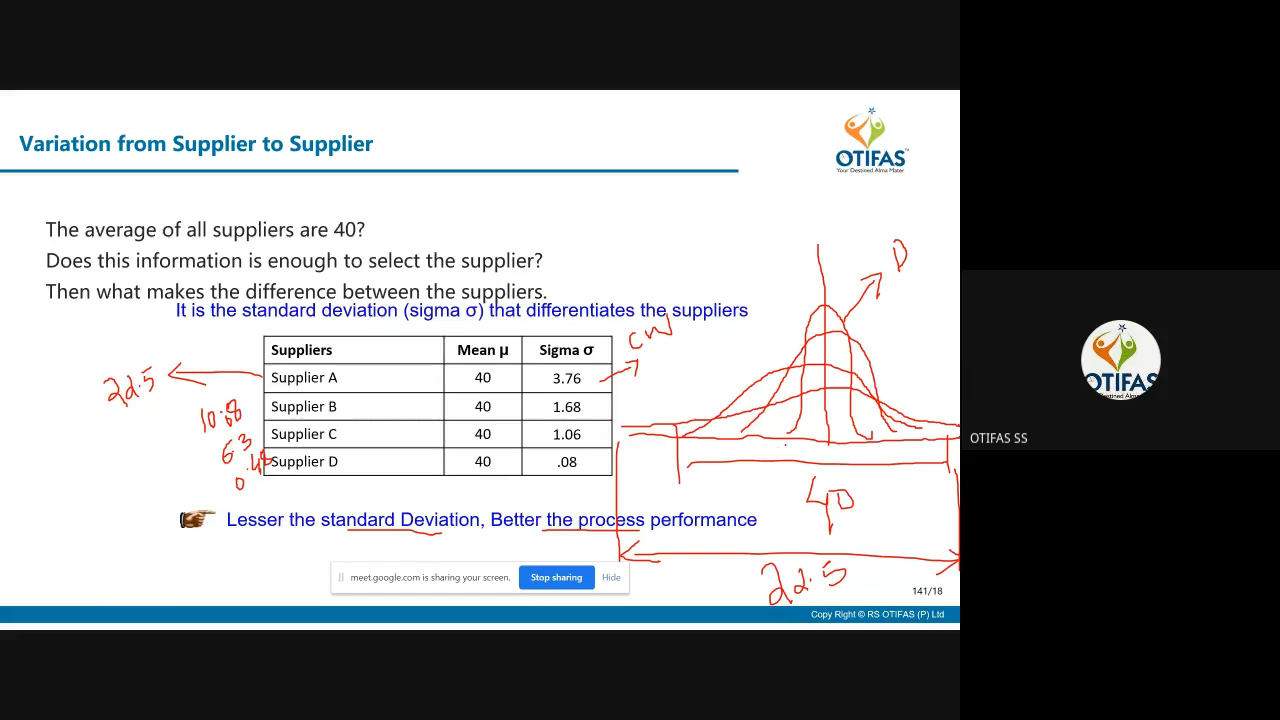 Variation from Supplier to Supplier
OTIFAS™
Your Destined Alma Mater
The average of all suppliers are 40?
Does this information is enough to select the supplier?
Then what makes the difference between the suppliers.
It is the standard deviation (sigma σ) that differentiates the suppliers
D
Suppliers Mean μ Sigma σ
Supplier A 40 3.76
Supplier B 40 1.68
Supplier C 40 1.06
Supplier D 40 .08
22.5
10.08
6.3
0.48
40
22.5
Lesser the standard Deviation, Better the process performance
meet.google.com is sharing your screen. Stop sharing Hide
141/18
Copy Right © RS OTIFAS (P) Ltd
OTIFAS
Destined Alma
OTIFAS SS